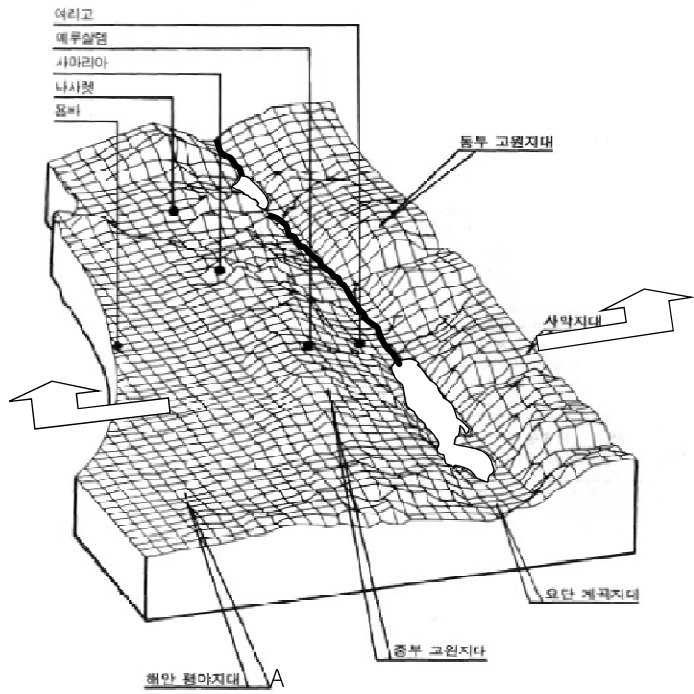 여리고
예루살렘
사마리아
나사렛
욥바
동부 고원지대
사막지대
요단 계곡지대
중부 고원지대
해안 평야지대
A